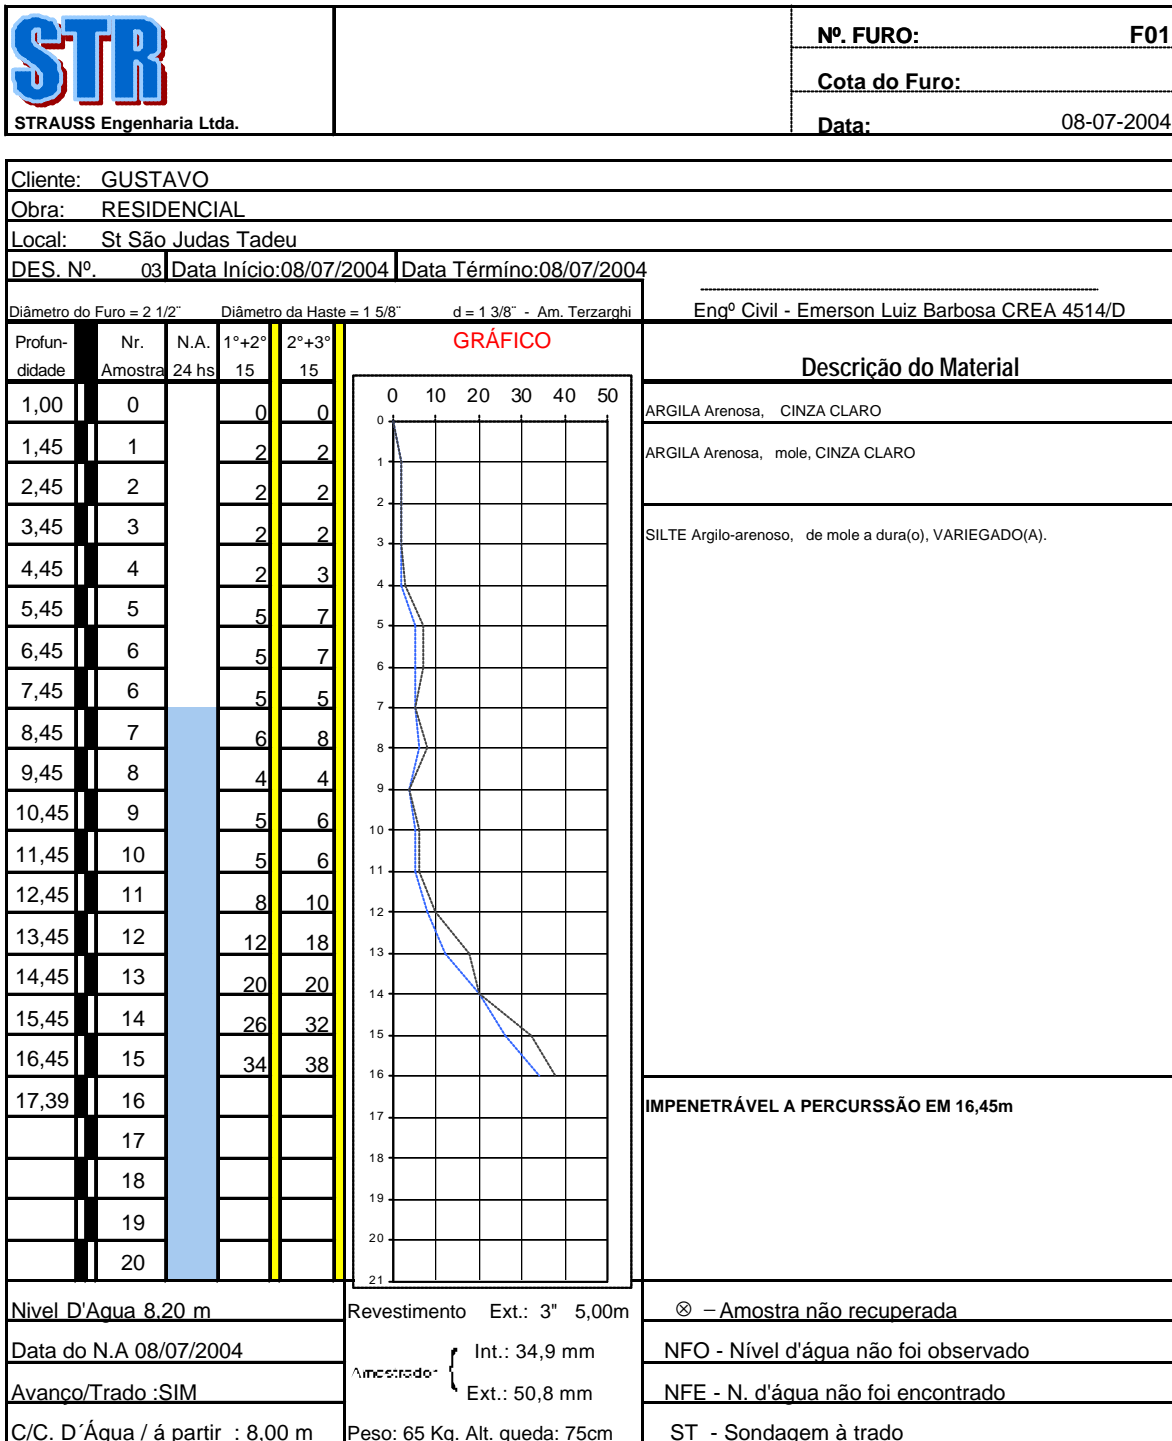 STR
STRAUSS Engenharia Ltda.
Nº. FURO: F01
Cota do Furo:
Data: 08-07-2004
Cliente: GUSTAVO
Obra: RESIDENCIAL
Local: St São Judas Tadeu
DES. Nº. 03 Data Início:08/07/2004 Data Térmíno:08/07/2004
Diâmetro do Furo = 2 1/2¨ Diâmetro da Haste = 1 5/8¨ d = 1 3/8¨ - Am. Terzarghi
Engº Civil - Emerson Luiz Barbosa CREA 4514/D
Profun- Nr. N.A. 1°+2° 2°+3° GRÁFICO
didade Amostra 24 hs 15 15 Descrição do Material
0 10 20 30 40 50
1,00 0 0 0 ARGILA Arenosa, CINZA CLARO
0
1,45 1 2 2 ARGILA Arenosa, mole, CINZA CLARO
1
2,45 2 2 2
2
3,45 3 2 2 SILTE Argilo-arenoso, de mole a dura(o), VARIEGADO(A).
3
4,45 4 2 3
4
5,45 5 5 7
5
6,45 6 5 7
6
7,45 6 5 5
7
8,45 7 6 8
8
9,45 8 4 4
9
10,45 9 5 6
10
11,45 10 5 6
11
12,45 11 8 10
12
13,45 12 12 18
13
14,45 13 20 20
14
15,45 14 26 32
15
16,45 15 34 38
16
17,39 16 IMPENETRÁVEL A PERCURSSÃO EM 16,45m
17
17
18
18
19
19
20
20
21
Nivel D'Agua 8,20 m Revestimento Ext.: 3" 5,00m ⊗ – Amostra não recuperada
Data do N.A 08/07/2004 Int.: 34,9 mm NFO - Nível d'água não foi observado
Amostrador {
Avanço/Trado :SIM Ext.: 50,8 mm NFE - N. d'água não foi encontrado
C/C. D´Água / á partir : 8,00 m Peso: 65 Kg. Alt. queda: 75cm ST - Sondagem à trado